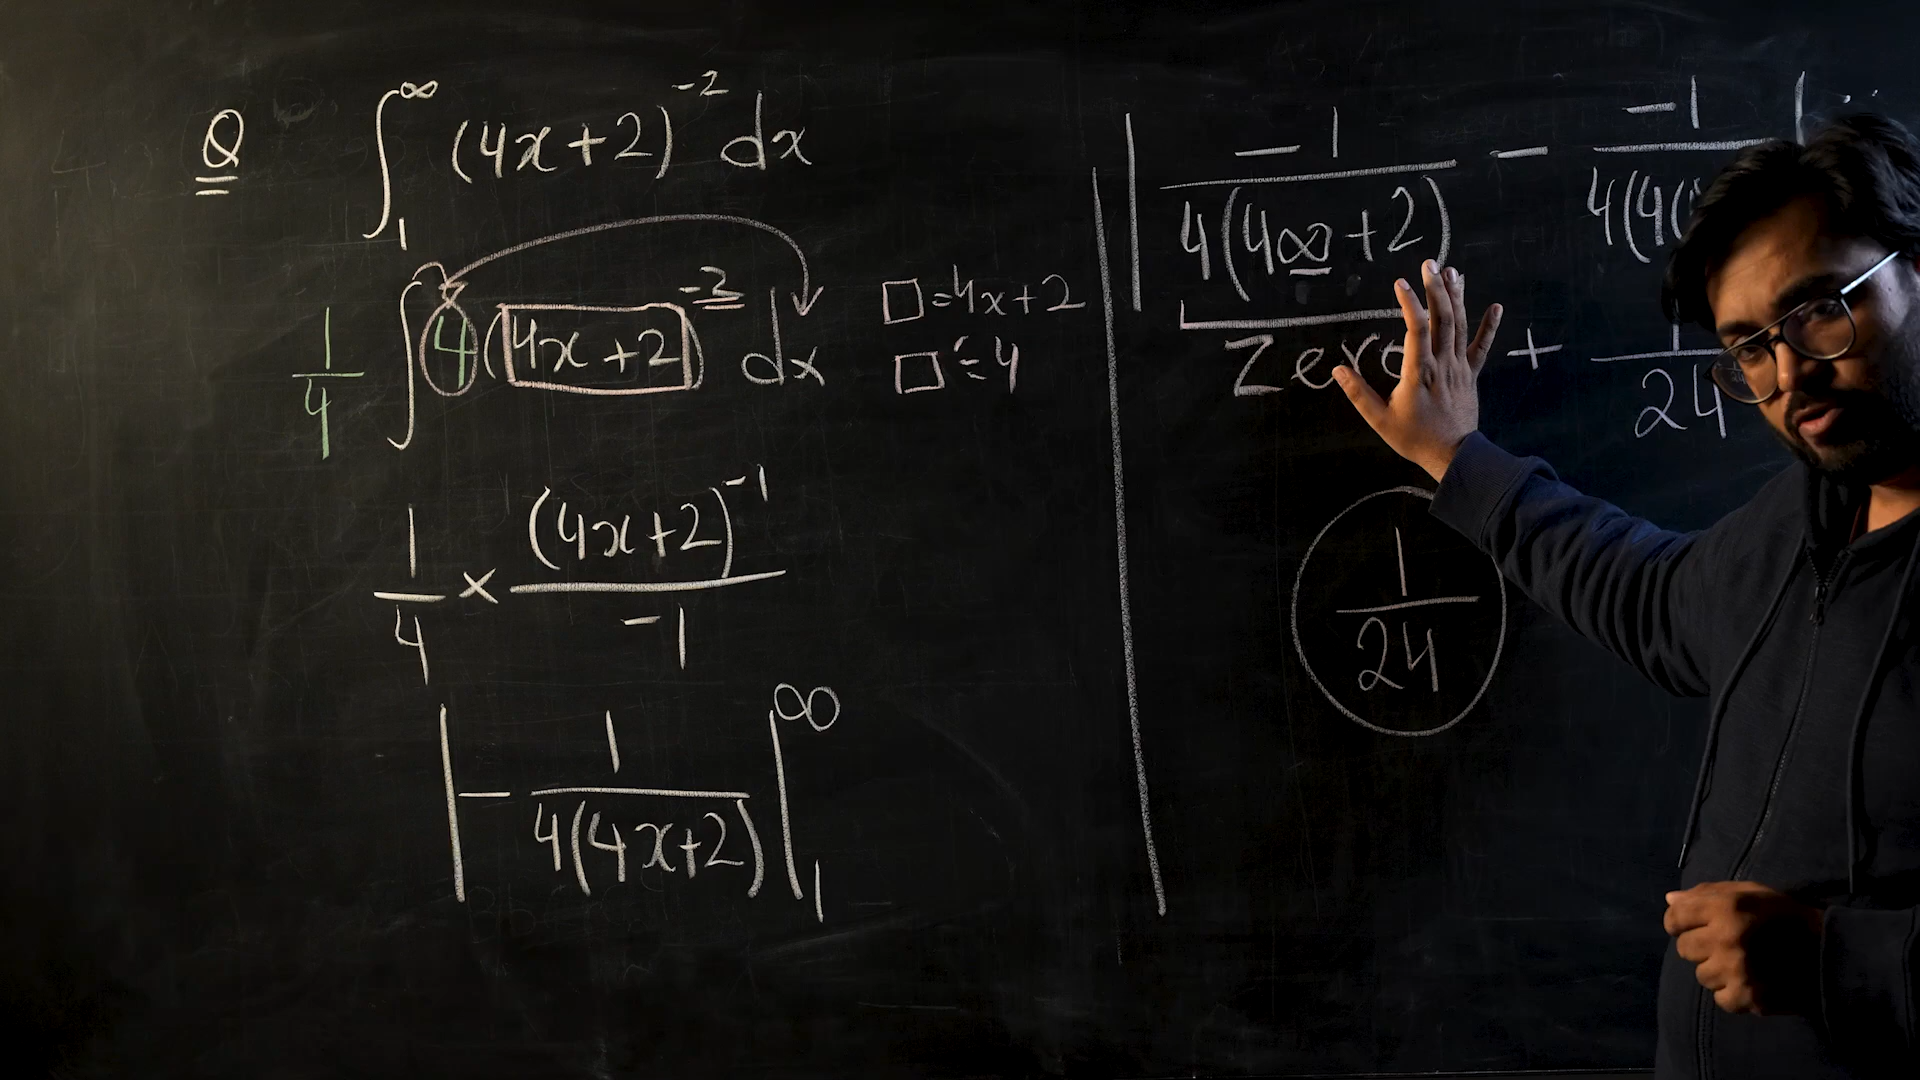 Q ∫₁^∞ (4x+2)⁻² dx
1/4 ∫ 4(4x+2)⁻² dx
□=4x+2
□′=4
1/4 × (4x+2)⁻¹/-1
|- 1/4(4x+2)|₁^∞
|-1/4(4∞+2) - -1/4(4(
Zero + 1/24
1/24